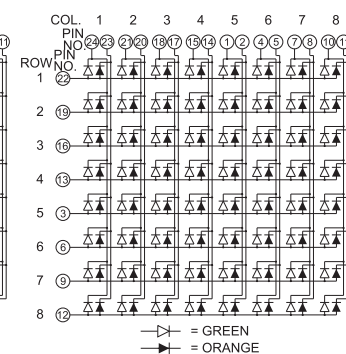 COL. 1 2 3 4 5 6 7 8
PIN NO. 24 23 21 20 18 17 15 14 1 2 4 5 7 8 10
ROW PIN NO.
1 22
2 19
3 16
4 13
5 3
6 6
7 9
8 12
= GREEN
= ORANGE